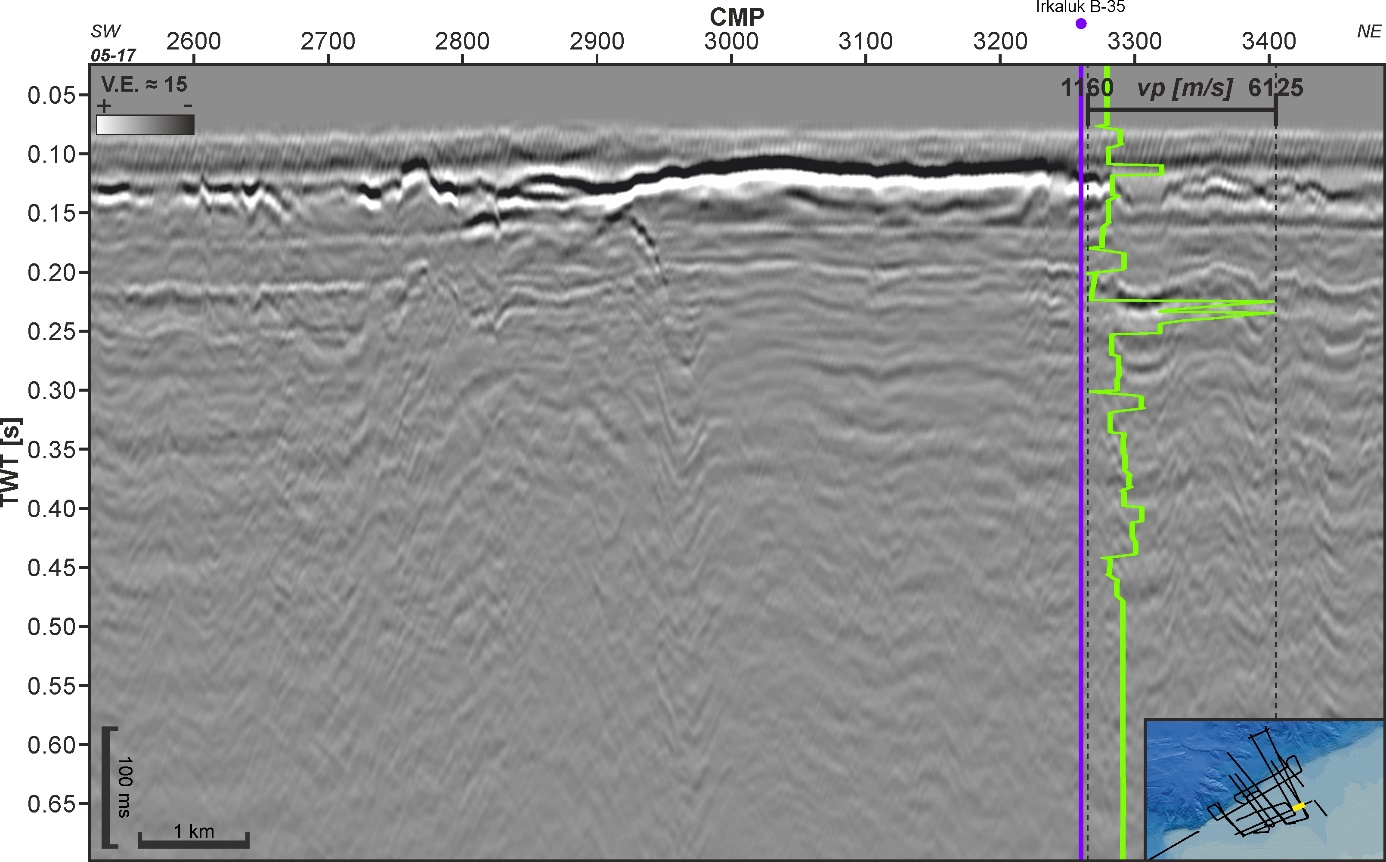 Irkaluk B-35
CMP
SW
NE
05-17
2600 2700 2800 2900 3000 3100 3200 3300 3400
V.E. ≈ 15
+ -
1160 vp [m/s] 6125
TWT [s]
0.05
0.10
0.15
0.20
0.25
0.30
0.35
0.40
0.45
0.50
0.55
0.60
0.65
100 ms
1 km